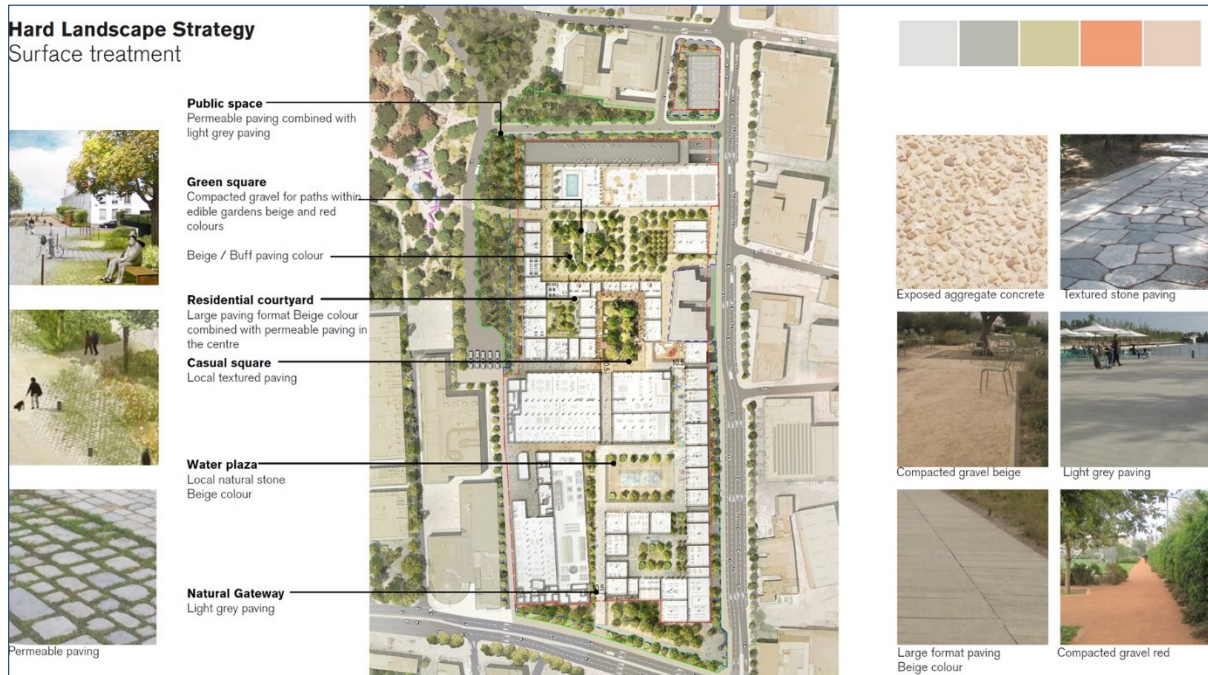 Hard Landscape Strategy
Surface treatment
Public space
Permeable paving combined with
light grey paving
Green square
Compacted gravel for paths within
edible gardens beige and red
colours
Beige / Buff paving colour
Residential courtyard
Large paving format Beige colour
combined with permeable paving in
the centre
Casual square
Local textured paving
Water plaza
Local natural stone
Beige colour
Natural Gateway
Light grey paving
Permeable paving
10.5
Exposed aggregate concrete
Textured stone paving
Compacted gravel beige
Light grey paving
Large format paving
Beige colour
Compacted gravel red